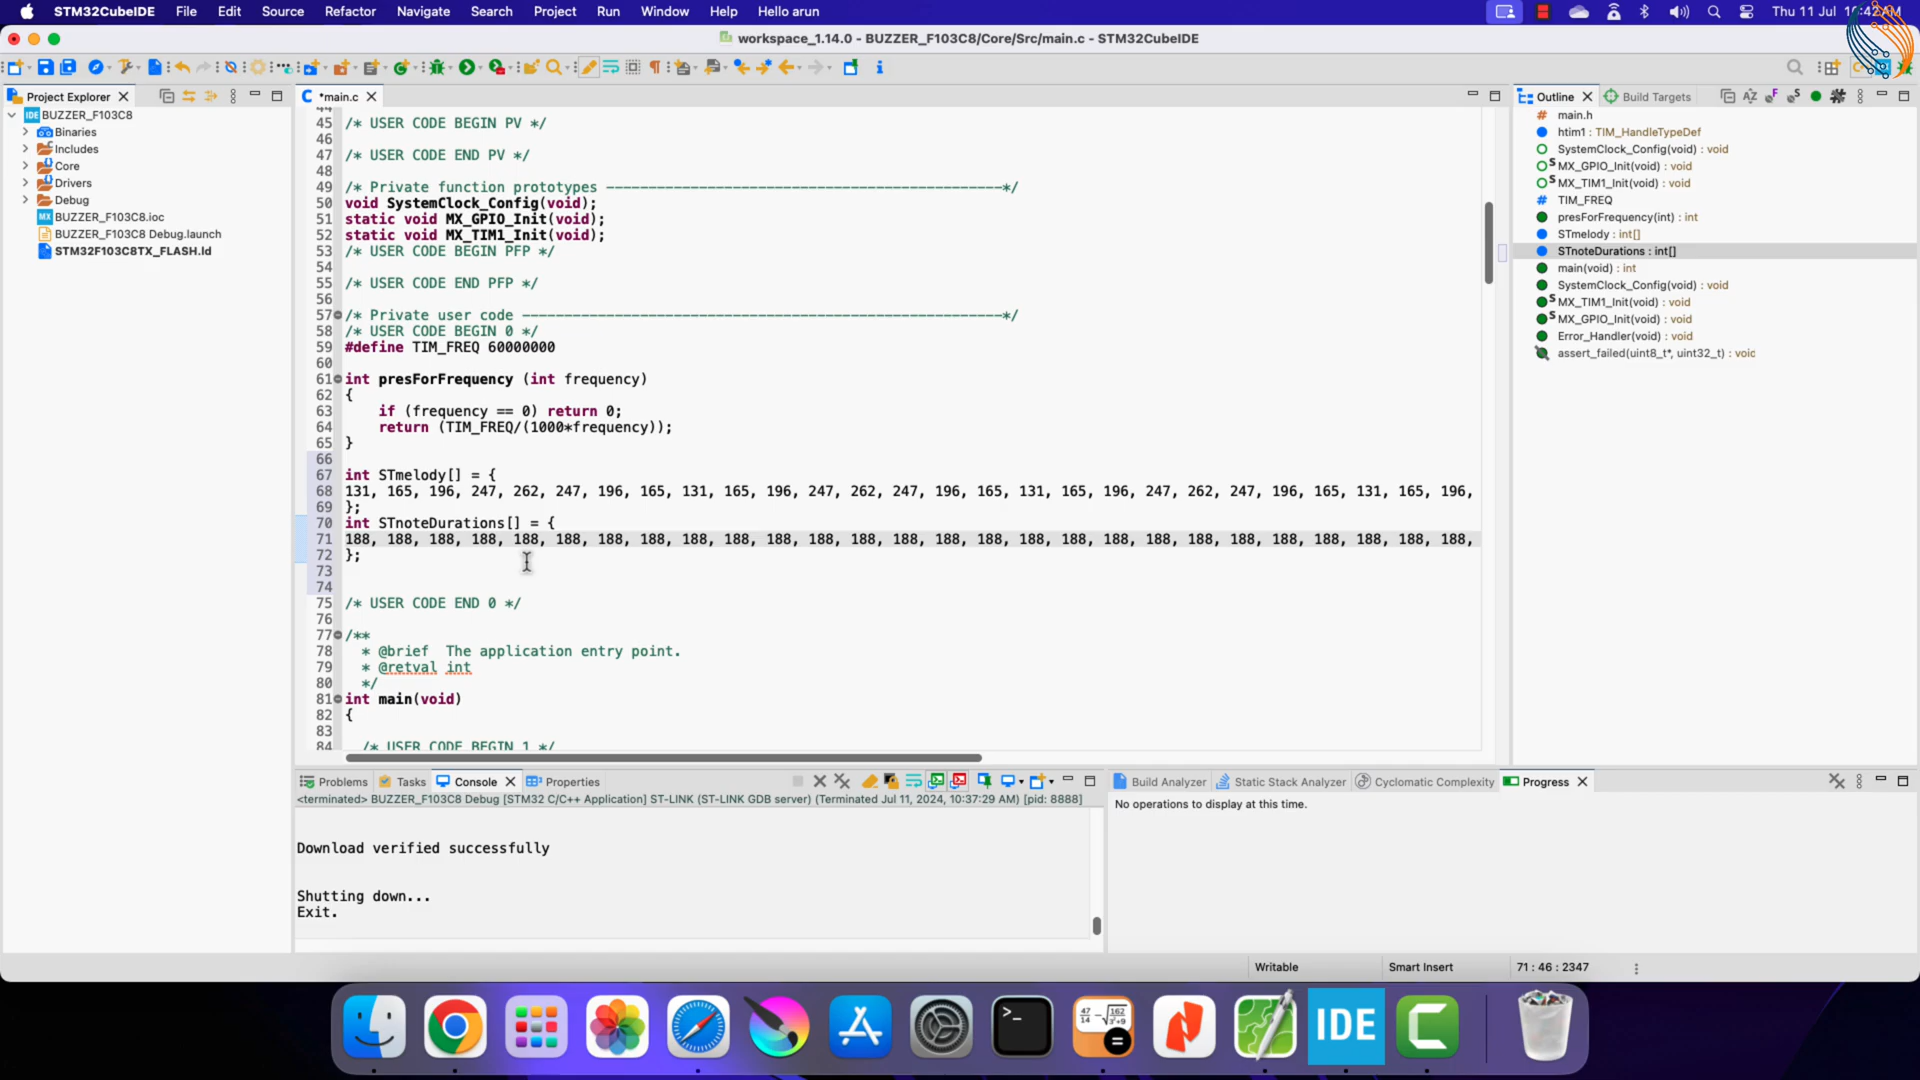 STM32CubeIDE File Edit Source Refactor Navigate Search Project Run Window Help Hello arun Thu 11 Jul
workspace_1.14.0 - BUZZER_F103C8/Core/Src/main.c - STM32CubeIDE
Project Explorer
BUZZER_F103C8
Binaries
Includes
Core
Drivers
Debug
BUZZER_F103C8.ioc
BUZZER_F103C8 Debug.launch
STM32F103C8TX_FLASH.ld
*main.c
44
45 /* USER CODE BEGIN PV */
46
47 /* USER CODE END PV */
48
49 /* Private function prototypes -----------------------------------------------*/
50 void SystemClock_Config(void);
51 static void MX_GPIO_Init(void);
52 static void MX_TIM1_Init(void);
53 /* USER CODE BEGIN PFP */
54
55 /* USER CODE END PFP */
56
57 /* Private user code ---------------------------------------------------------*/
58 /* USER CODE BEGIN 0 */
59 #define TIM_FREQ 60000000
60
61 int presForFrequency (int frequency)
62 {
63 if (frequency == 0) return 0;
64 return (TIM_FREQ/(1000*frequency));
65 }
66
67 int STmelody[] = {
68 131, 165, 196, 247, 262, 247, 196, 165, 131, 165, 196, 247, 262, 247, 196, 165, 131, 165, 196, 247, 262, 247, 196, 165, 131, 165, 196,
69 };
70 int STnoteDurations[] = {
71 188, 188, 188, 188, 188, 188, 188, 188, 188, 188, 188, 188, 188, 188, 188, 188, 188, 188, 188, 188, 188, 188, 188, 188, 188, 188, 188,
72 };
73
74
75 /* USER CODE END 0 */
76
77 /**
78 * @brief The application entry point.
79 * @retval int
80 */
81 int main(void)
82 {
83
84 /* USER CODE BEGIN 1 */
Outline Build Targets
main.h
htim1 : TIM_HandleTypeDef
SystemClock_Config(void) : void
MX_GPIO_Init(void) : void
MX_TIM1_Init(void) : void
TIM_FREQ
presForFrequency(int) : int
STmelody : int[]
STnoteDurations : int[]
main(void) : int
SystemClock_Config(void) : void
MX_TIM1_Init(void) : void
MX_GPIO_Init(void) : void
Error_Handler(void) : void
assert_failed(uint8_t*, uint32_t) : void
Problems Tasks Console Properties
<terminated> BUZZER_F103C8 Debug [STM32 C/C++ Application] ST-LINK (ST-LINK GDB server) (Terminated Jul 11, 2024, 10:37:29 AM) [pid: 8888]
Download verified successfully
Shutting down...
Exit.
Build Analyzer Static Stack Analyzer Cyclomatic Complexity Progress
No operations to display at this time.
Writable Smart Insert 71 : 46 : 2347
IDE